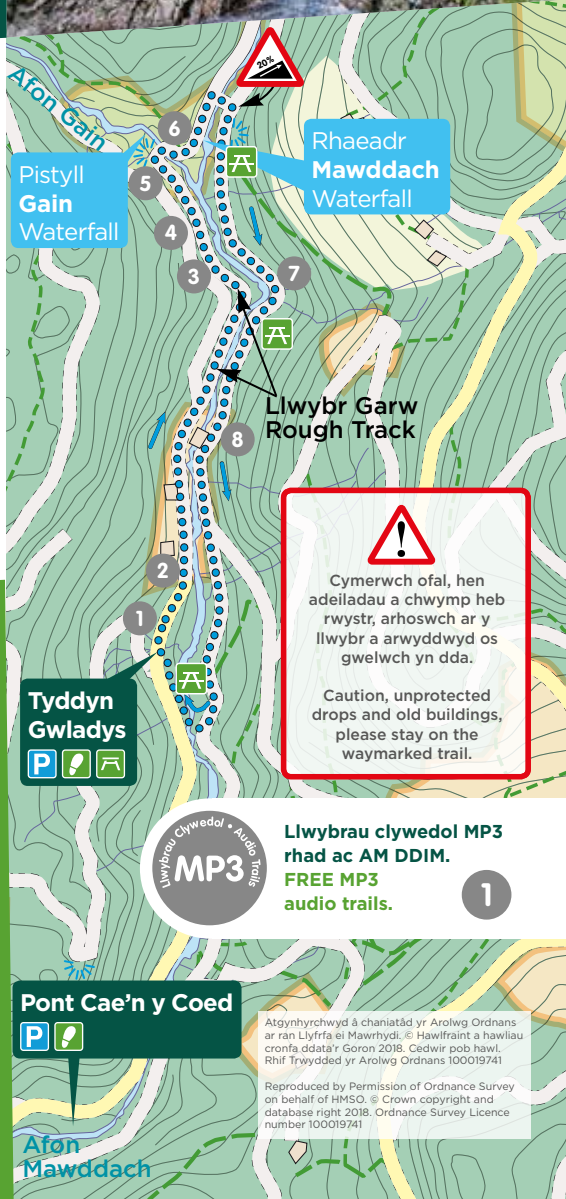 20%
Afon Gain
6
Rhaeadr
Mawddach
Waterfall
Pistyll
Gain
Waterfall
5
4
3
7
Llwybr Garw
Rough Track
8
!
Cymerwch ofal, hen
adeiladau a chwymp heb
rwystr, arhoswch ar y
llwybr a arwyddwyd os
gwelwch yn dda.
Caution, unprotected
drops and old buildings,
please stay on the
waymarked trail.
2
1
Tyddyn
Gwladys
P
Llwybrau Clywedol • Audio Trails
MP3
Llwybrau clywedol MP3
rhad ac AM DDIM.
FREE MP3
audio trails.
1
Pont Cae'n y Coed
P
Atgynhyrchwyd â chaniatâd yr Arolwg Ordnans
ar ran Llyfrfa ei Mawrhydi. © Hawlfraint a hawliau
cronfa ddata'r Goron 2018. Cedwir pob hawl.
Rhif Trwydded yr Arolwg Ordnans 100019741
Reproduced by Permission of Ordnance Survey
on behalf of HMSO. © Crown copyright and
database right 2018. Ordnance Survey Licence
number 100019741
Afon
Mawddach